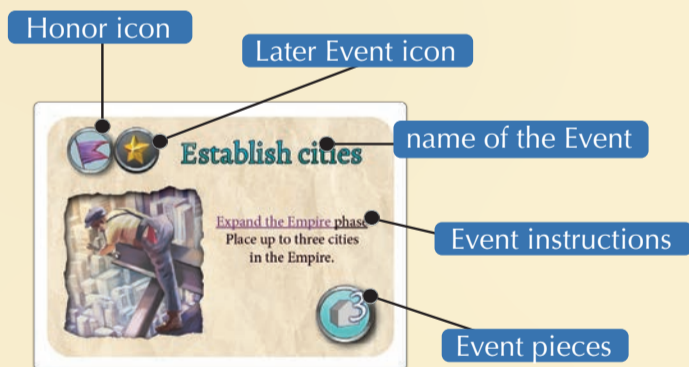 Honor icon
Later Event icon
name of the Event
Establish cities
Expand the Empire phase
Place up to three cities
in the Empire.
Event instructions
3
Event pieces